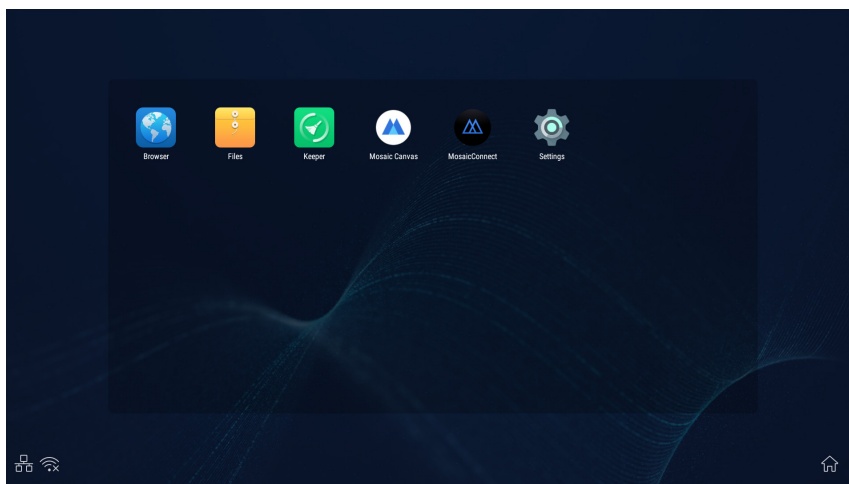 Browser
Files
Keeper
Mosaic Canvas
MosaicConnect
Settings